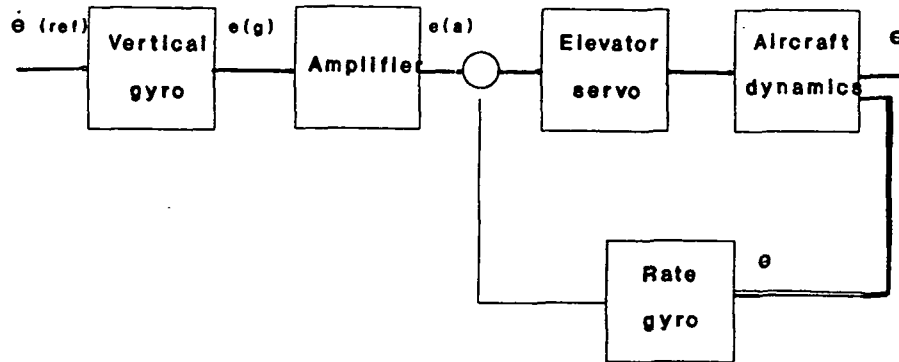 ė (ref)
Vertical
gyro
e(g)
Amplifier
e(a)
Elevator
servo
Aircraft
dynamics
e
Rate
gyro
θ